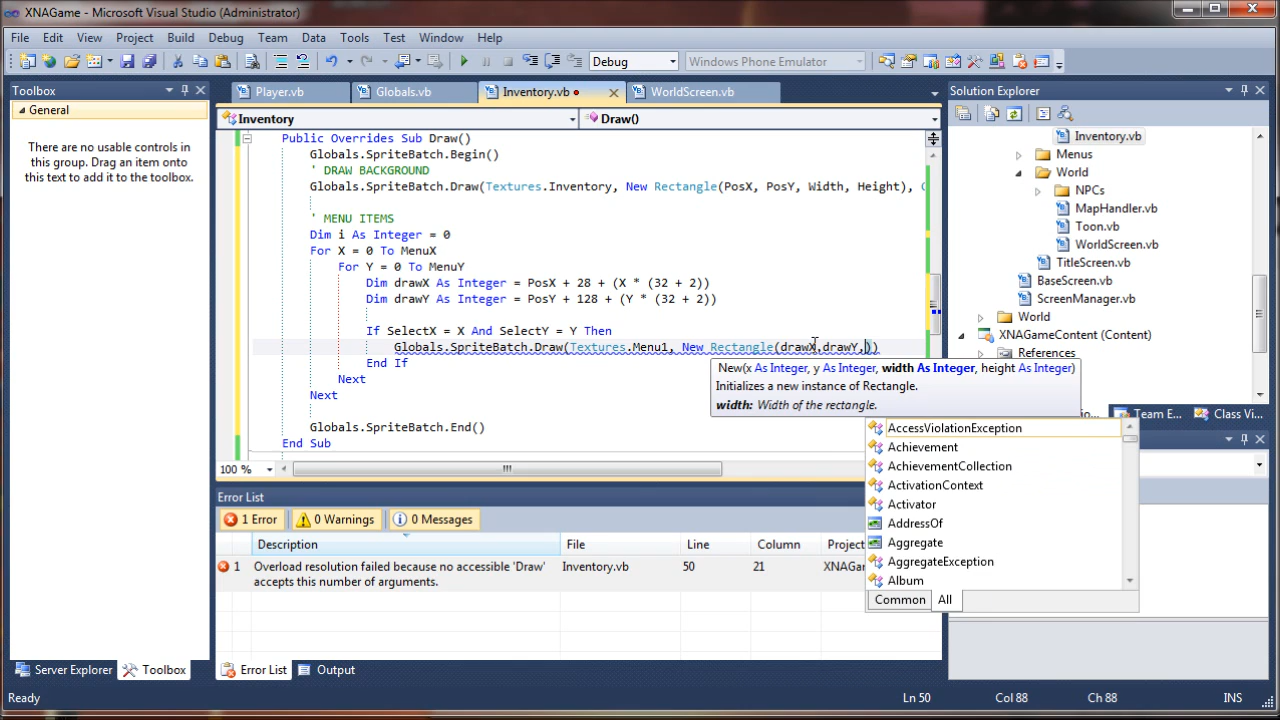 XNAGame - Microsoft Visual Studio (Administrator)
File Edit View Project Build Debug Team Data Tools Test Window Help
Debug Windows Phone Emulator
Toolbox
General
There are no usable controls in
this group. Drag an item onto
this text to add it to the toolbox.
Player.vb Globals.vb Inventory.vb WorldScreen.vb
Inventory Draw()
Public Overrides Sub Draw()
Globals.SpriteBatch.Begin()
' DRAW BACKGROUND
Globals.SpriteBatch.Draw(Textures.Inventory, New Rectangle(PosX, PosY, Width, Height),
' MENU ITEMS
Dim i As Integer = 0
For X = 0 To MenuX
For Y = 0 To MenuY
Dim drawX As Integer = PosX + 28 + (X * (32 + 2))
Dim drawY As Integer = PosY + 128 + (Y * (32 + 2))
If SelectX = X And SelectY = Y Then
Globals.SpriteBatch.Draw(Textures.Menu1, New Rectangle(drawX,drawY,))
End If
Next
Next
Globals.SpriteBatch.End()
End Sub
New(x As Integer, y As Integer, width As Integer, height As Integer)
Initializes a new instance of Rectangle.
width: Width of the rectangle.
AccessViolationException
Achievement
AchievementCollection
ActivationContext
Activator
AddressOf
Aggregate
AggregateException
Album
Common All
100 %
Error List
1 Error 0 Warnings 0 Messages
Description File Line Column Project
1 Overload resolution failed because no accessible 'Draw'
accepts this number of arguments.
Inventory.vb 50 21 XNAGar
Solution Explorer
Inventory.vb
Menus
World
NPCs
MapHandler.vb
Toon.vb
WorldScreen.vb
TitleScreen.vb
BaseScreen.vb
ScreenManager.vb
World
XNAGameContent (Content)
References
Team E... Class Vi...
Server Explorer Toolbox Error List Output
Ready Ln 50 Col 88 Ch 88 INS